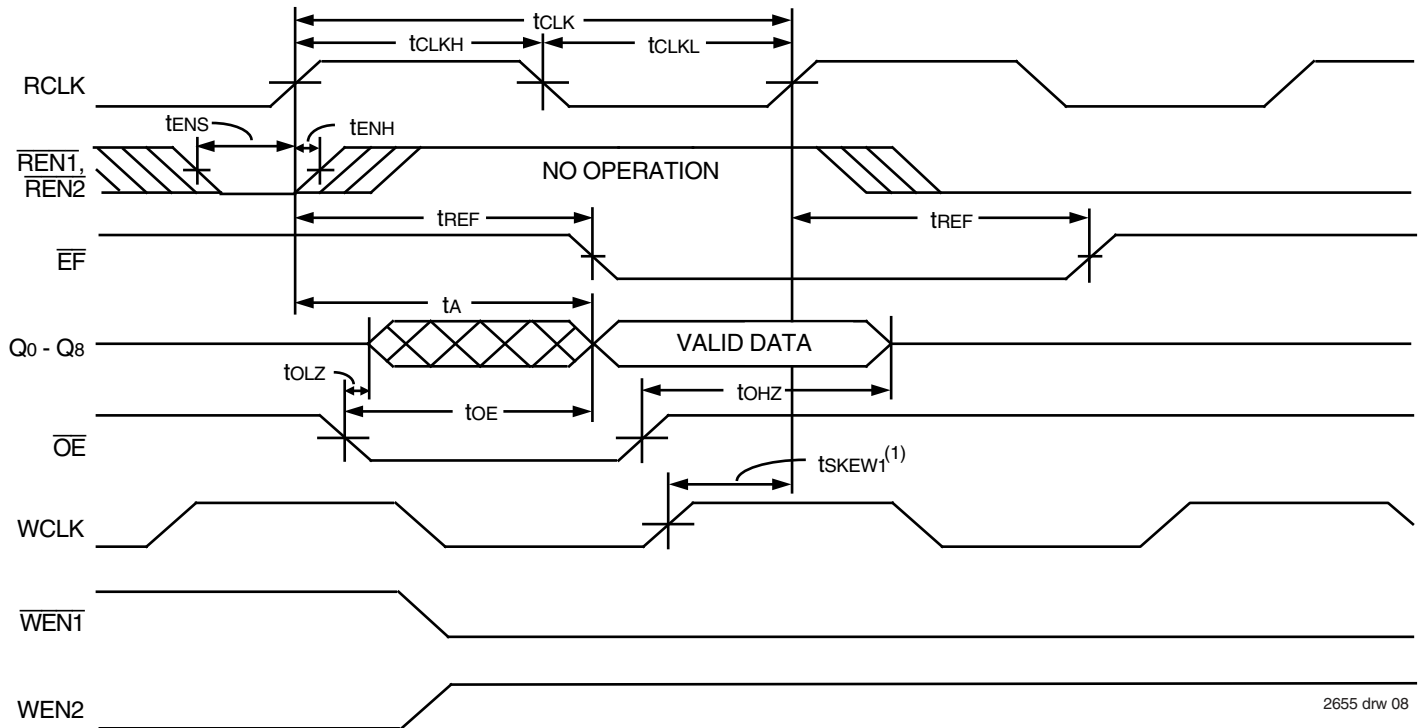 tCLK
tCLKH tCLKL
RCLK
tENS tENH
REN1,
REN2
NO OPERATION
tREF tREF
EF
tA
Q0 - Q8
VALID DATA
tOLZ
tOE
tOHZ
OE
tSKEW1(1)
WCLK
WEN1
WEN2
2655 drw 08